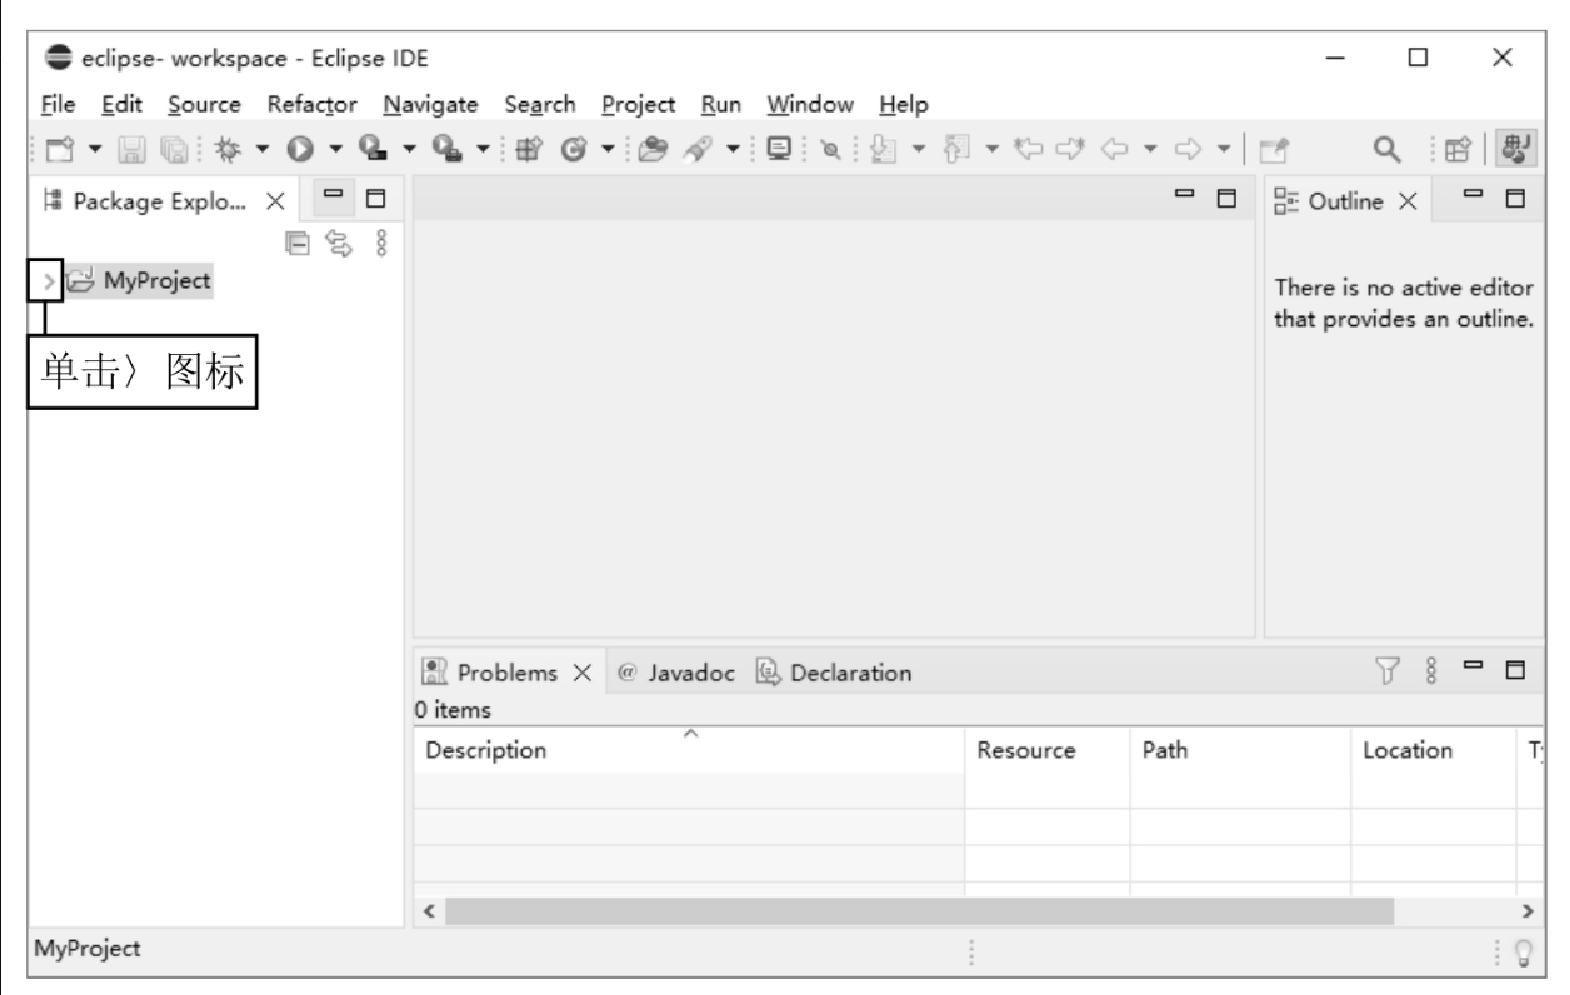 eclipse- workspace - Eclipse IDE
File Edit Source Refactor Navigate Search Project Run Window Help
Package Explo...
MyProject
单击〉图标
Outline
There is no active editor
that provides an outline.
Problems @ Javadoc Declaration
0 items
Description Resource Path Location
MyProject